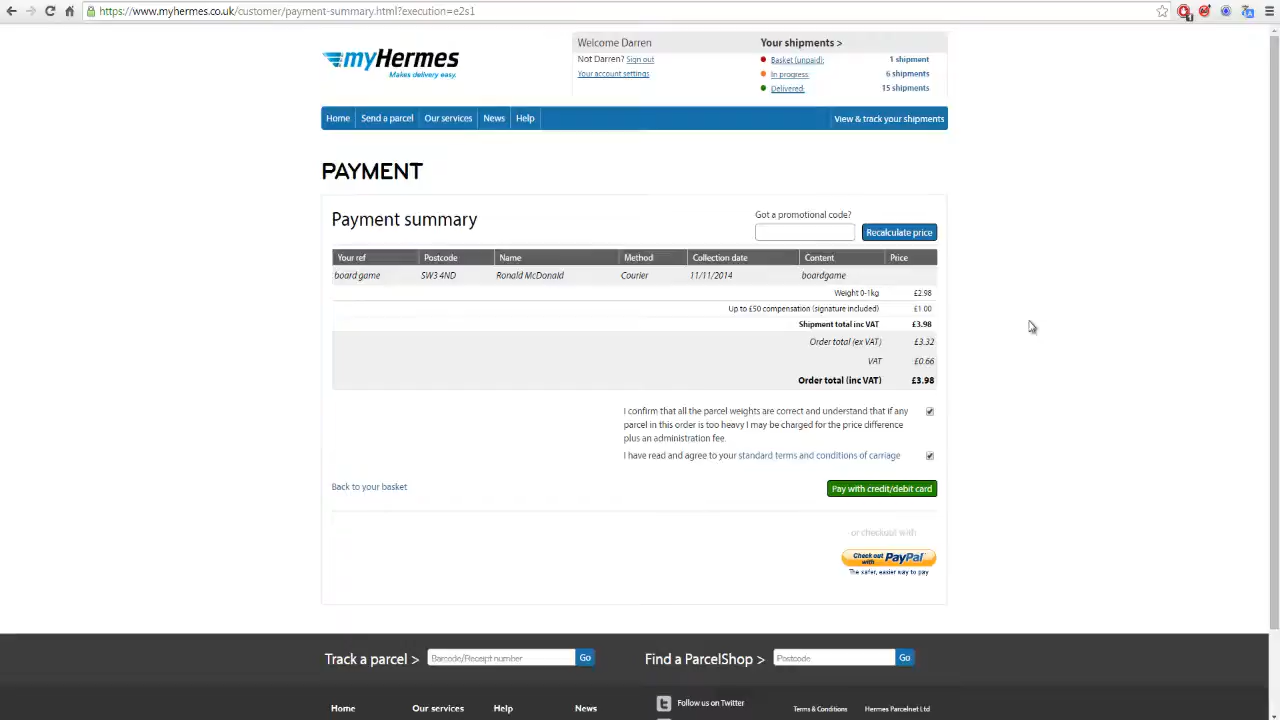 https://www.myhermes.co.uk/customer/payment-summary.html?execution=e2s1
myHermes
Makes delivery easy.
Welcome Darren
Not Darren? Sign out
Your account settings
Your shipments >
Basket (unpaid): 1 shipment
In progress: 6 shipments
Delivered: 15 shipments
Home Send a parcel Our services News Help View & track your shipments
PAYMENT
Payment summary
Got a promotional code?
Recalculate price
Your ref Postcode Name Method Collection date Content Price
board game SW3 4ND Ronald McDonald Courier 11/11/2014 boardgame
Weight 0-1kg £2.98
Up to £50 compensation (signature included) £1.00
Shipment total inc VAT £3.98
Order total (ex VAT) £3.32
VAT £0.66
Order total (inc VAT) £3.98
I confirm that all the parcel weights are correct and understand that if any
parcel in this order is too heavy I may be charged for the price difference
plus an administration fee.
I have read and agree to your standard terms and conditions of carriage
Back to your basket
Pay with credit/debit card
or checkout with
Check out with PayPal
The safer, easier way to pay
Track a parcel > Barcode/Receipt number Go
Find a ParcelShop > Postcode Go
Home Our services Help News
Follow us on Twitter
Terms & Conditions Hermes Parcelnet Ltd